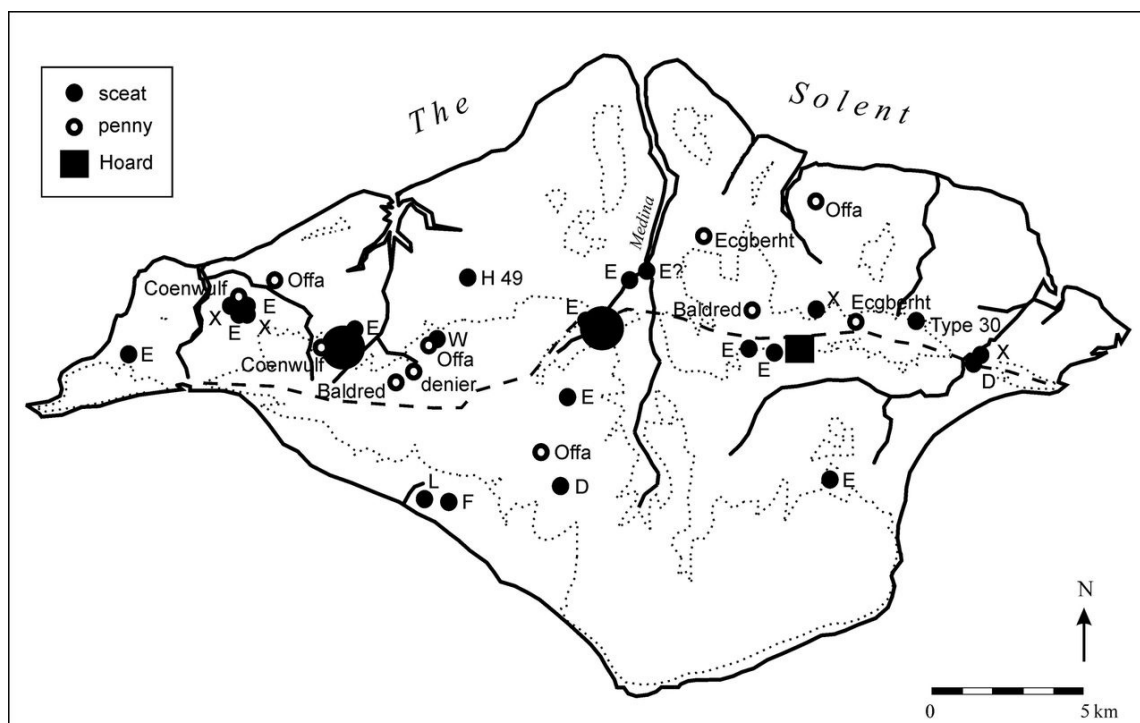 sceat
penny
Hoard
The Solent
Medina
Offa
Ecgberht
E
E?
H 49
Offa
Coenwulf
E
X
E
X
E
Coenwulf
E
W
Offa
denier
Baldred
E
Baldred
X
Ecgberht
Type 30
E
E
X
D
E
Offa
D
L
F
E
N
0
5 km